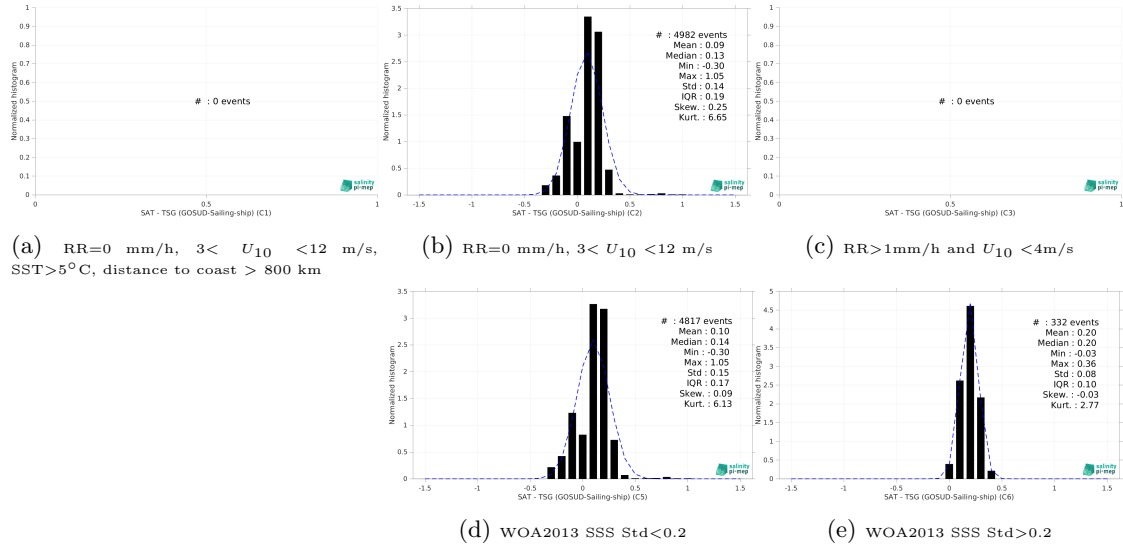 1
0.9
0.8
0.7
0.6
0.5
0.4
0.3
0.2
0.1
0
Normalized histogram
# : 0 events
salinity
pi-mep
0 0.5 1
SAT - TSG (GOSUD-Sailing-ship) (C1)
(a) RR=0 mm/h, 3< U10 <12 m/s,
SST>5°C, distance to coast > 800 km
3.5
3
2.5
2
1.5
1
0.5
0
Normalized histogram
# : 4982 events
Mean : 0.09
Median : 0.13
Min : -0.30
Max : 1.05
Std : 0.14
IQR : 0.19
Skew. : 0.25
Kurt. : 6.65
salinity
pi-mep
-1.5 -1 -0.5 0 0.5 1 1.5
SAT - TSG (GOSUD-Sailing-ship) (C2)
(b) RR=0 mm/h, 3< U10 <12 m/s
1
0.9
0.8
0.7
0.6
0.5
0.4
0.3
0.2
0.1
0
Normalized histogram
# : 0 events
salinity
pi-mep
0 0.5 1
SAT - TSG (GOSUD-Sailing-ship) (C3)
(c) RR>1mm/h and U10 <4m/s
3.5
3
2.5
2
1.5
1
0.5
0
Normalized histogram
# : 4817 events
Mean : 0.10
Median : 0.14
Min : -0.30
Max : 1.05
Std : 0.15
IQR : 0.17
Skew. : 0.09
Kurt. : 6.13
salinity
pi-mep
-1.5 -1 -0.5 0 0.5 1 1.5
SAT - TSG (GOSUD-Sailing-ship) (C5)
(d) WOA2013 SSS Std<0.2
5
4.5
4
3.5
3
2.5
2
1.5
1
0.5
0
Normalized histogram
# : 332 events
Mean : 0.20
Median : 0.20
Min : -0.03
Max : 0.36
Std : 0.08
IQR : 0.10
Skew. : -0.03
Kurt. : 2.77
salinity
pi-mep
-1.5 -1 -0.5 0 0.5 1 1.5
SAT - TSG (GOSUD-Sailing-ship) (C6)
(e) WOA2013 SSS Std>0.2